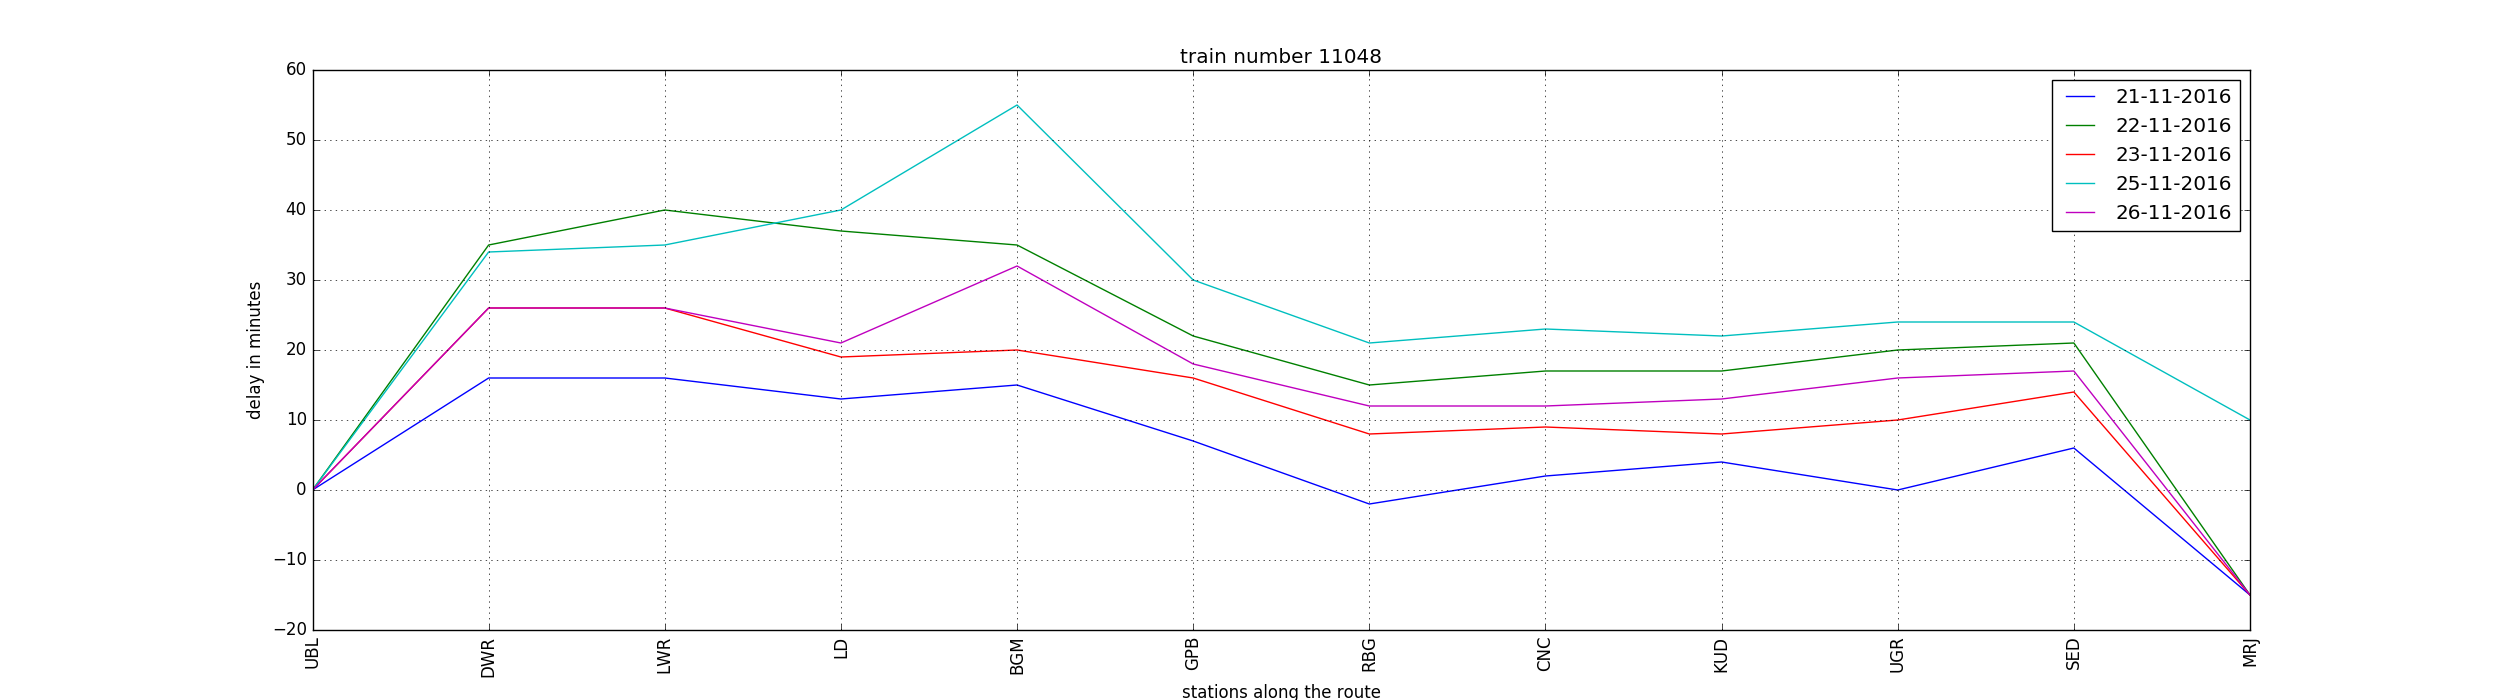 train number 11048
60
50
40
30
20
10
0
−10
−20
delay in minutes
21-11-2016
22-11-2016
23-11-2016
25-11-2016
26-11-2016
UBL
DWR
LWR
LD
BGM
GPB
RBG
CNC
KUD
UGR
SED
MRJ
stations along the route